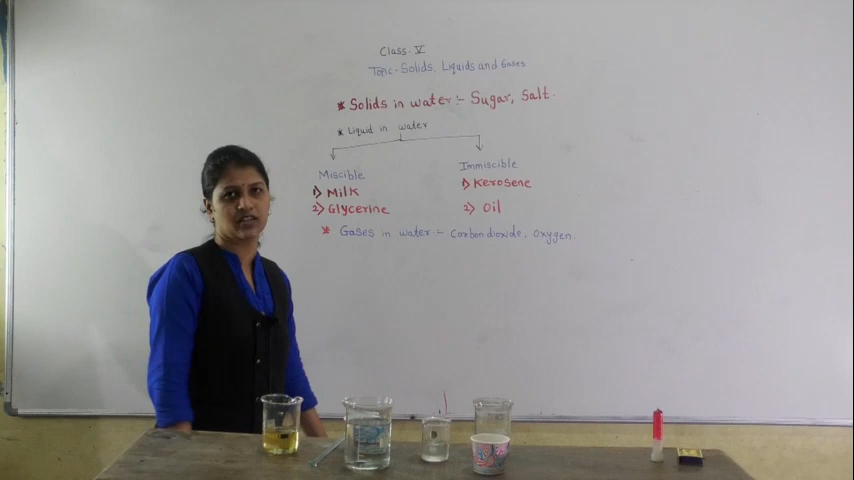 Class-V
Topic-Solids, Liquids and Gases
* Solids in water :- Sugar, Salt.
* Liquid in water
Miscible
1) Milk
2) Glycerine
Immiscible
1) Kerosene
2) Oil
* Gases in water :- Carbondioxide, Oxygen.